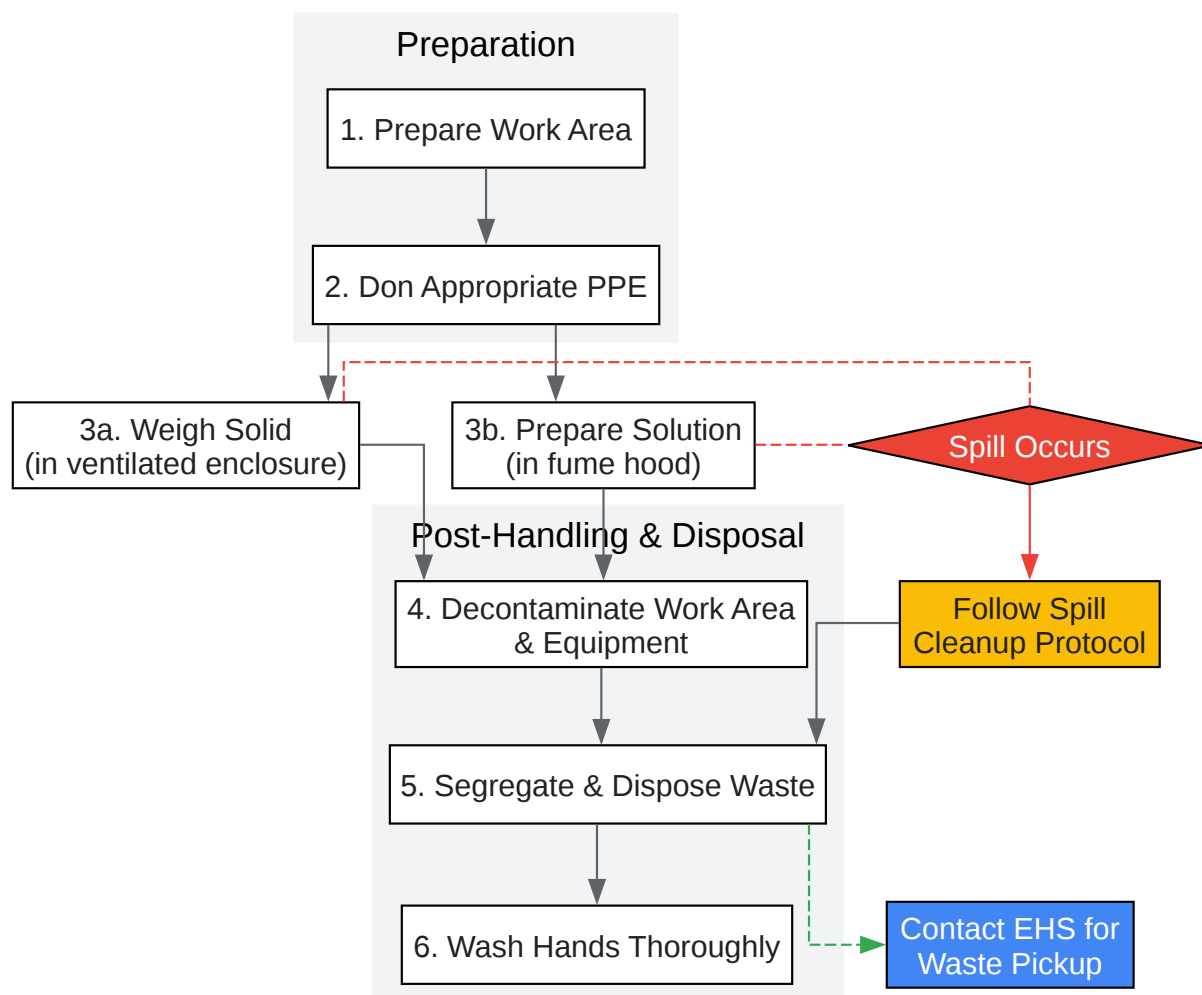 Preparation
1. Prepare Work Area
2. Don Appropriate PPE
3a. Weigh Solid
(in ventilated enclosure)
3b. Prepare Solution
(in fume hood)
Spill Occurs
Post-Handling & Disposal
4. Decontaminate Work Area
& Equipment
Follow Spill
Cleanup Protocol
5. Segregate & Dispose Waste
6. Wash Hands Thoroughly
Contact EHS for
Waste Pickup